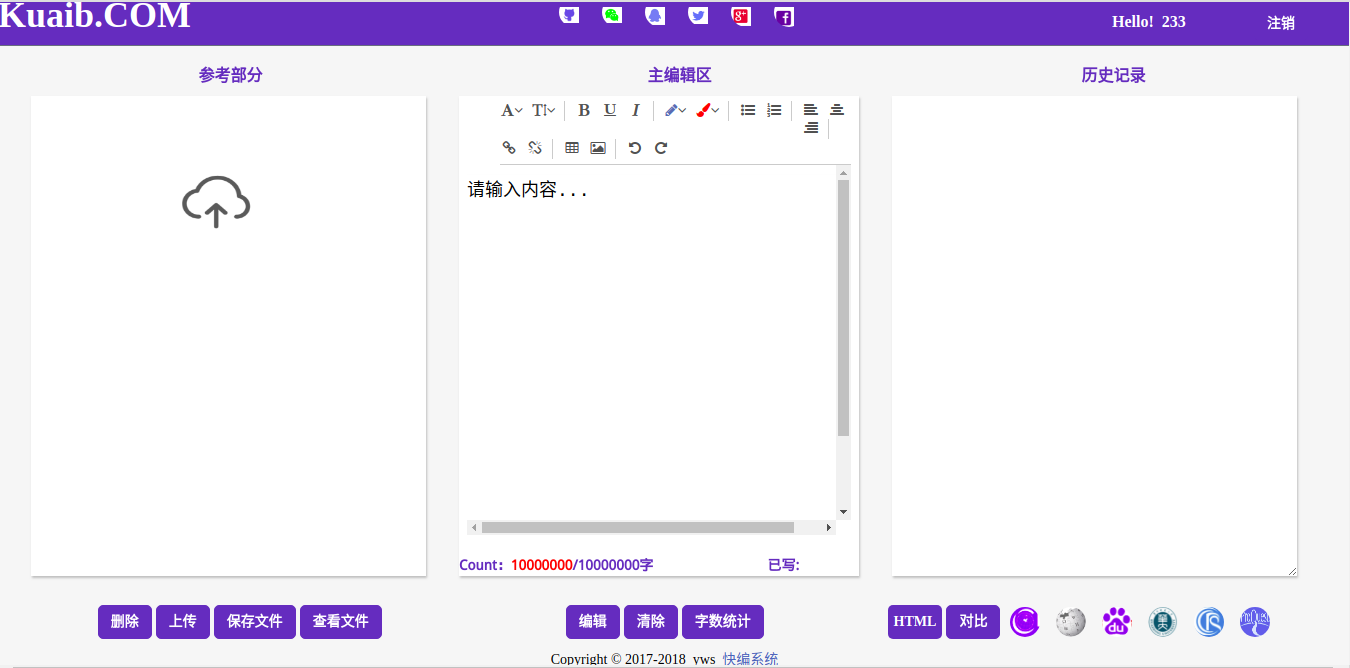 Kuaib.COM
Hello! 233
注销
参考部分
主编辑区
历史记录
请输入内容...
Count：10000000/10000000字
已写:
删除 上传 保存文件 查看文件
编辑 清除 字数统计
HTML 对比
Copyright © 2017-2018 yws 快编系统